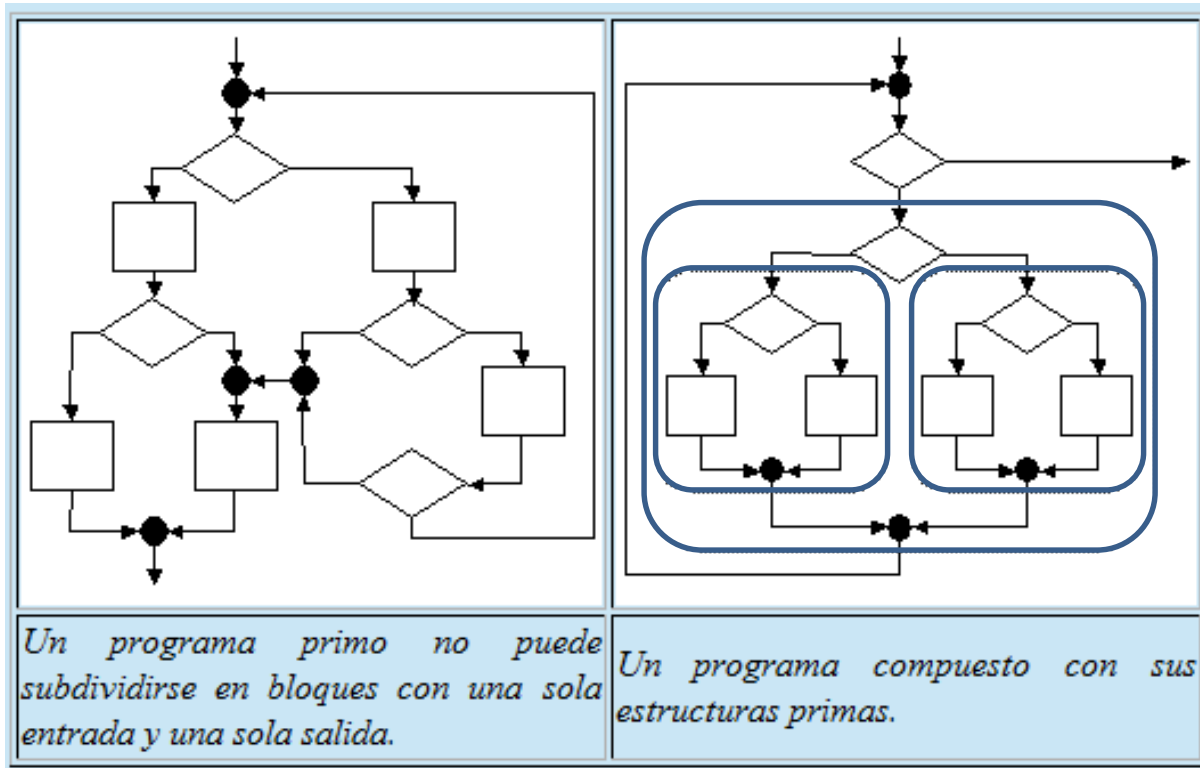 Un programa primo no puede
subdividirse en bloques con una sola
entrada y una sola salida.
Un programa compuesto con sus
estructuras primas.